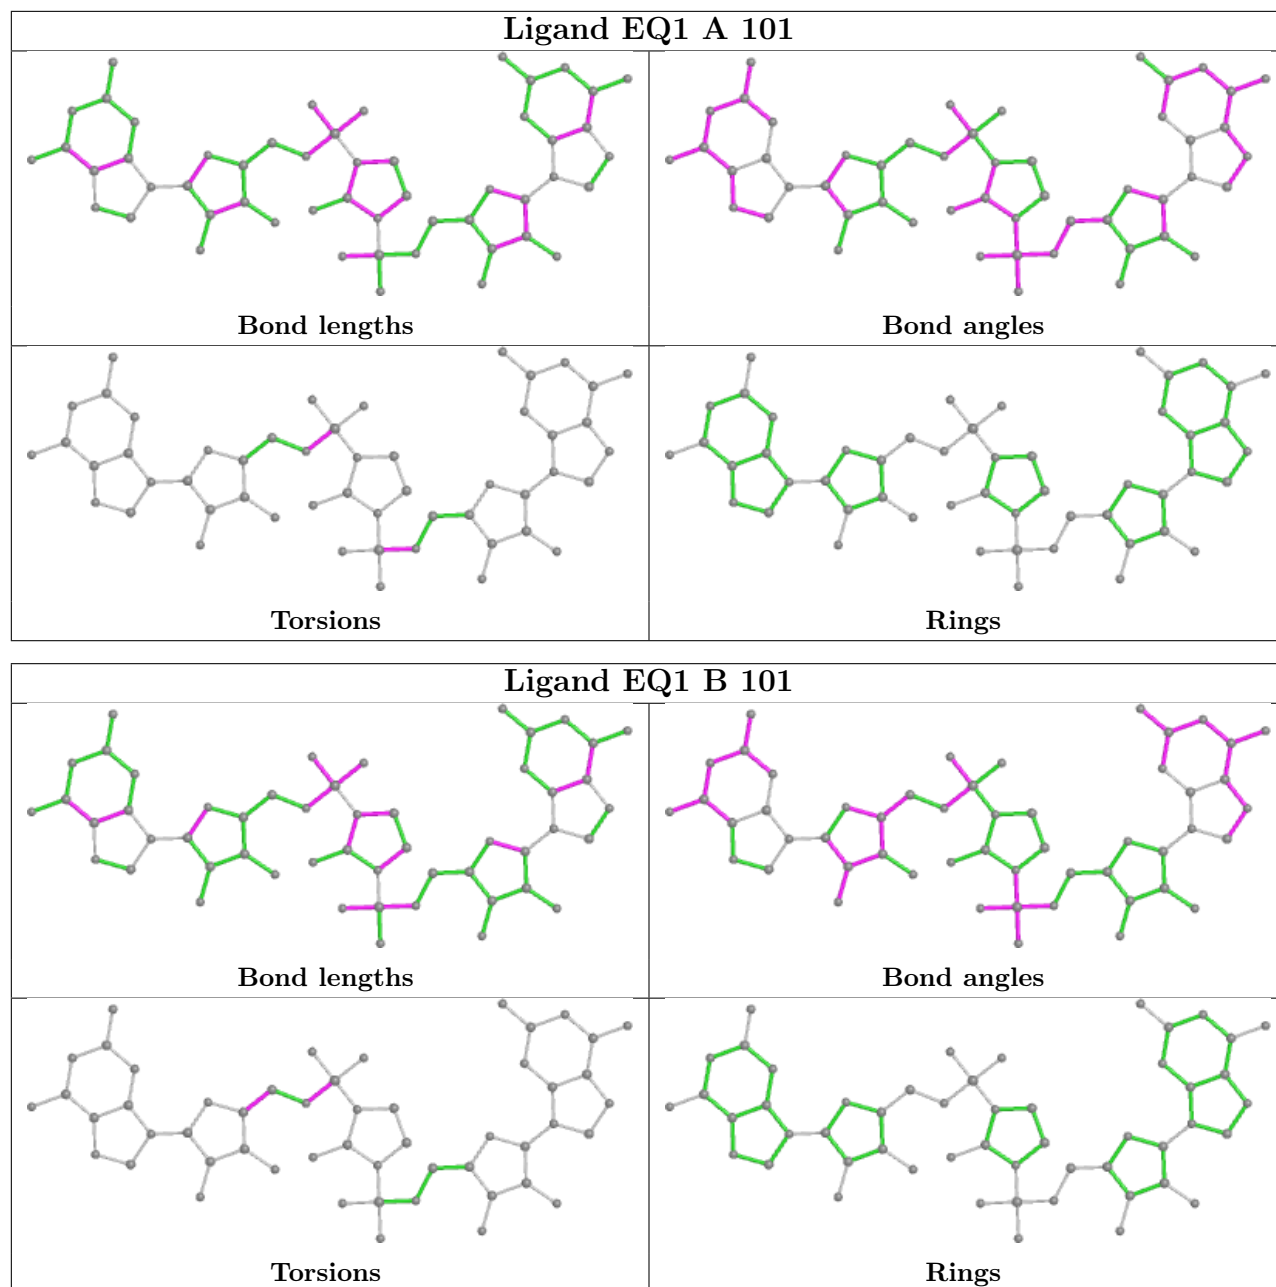 Ligand EQ1 A 101
Bond lengths
Bond angles
Torsions
Rings
Ligand EQ1 B 101
Bond lengths
Bond angles
Torsions
Rings